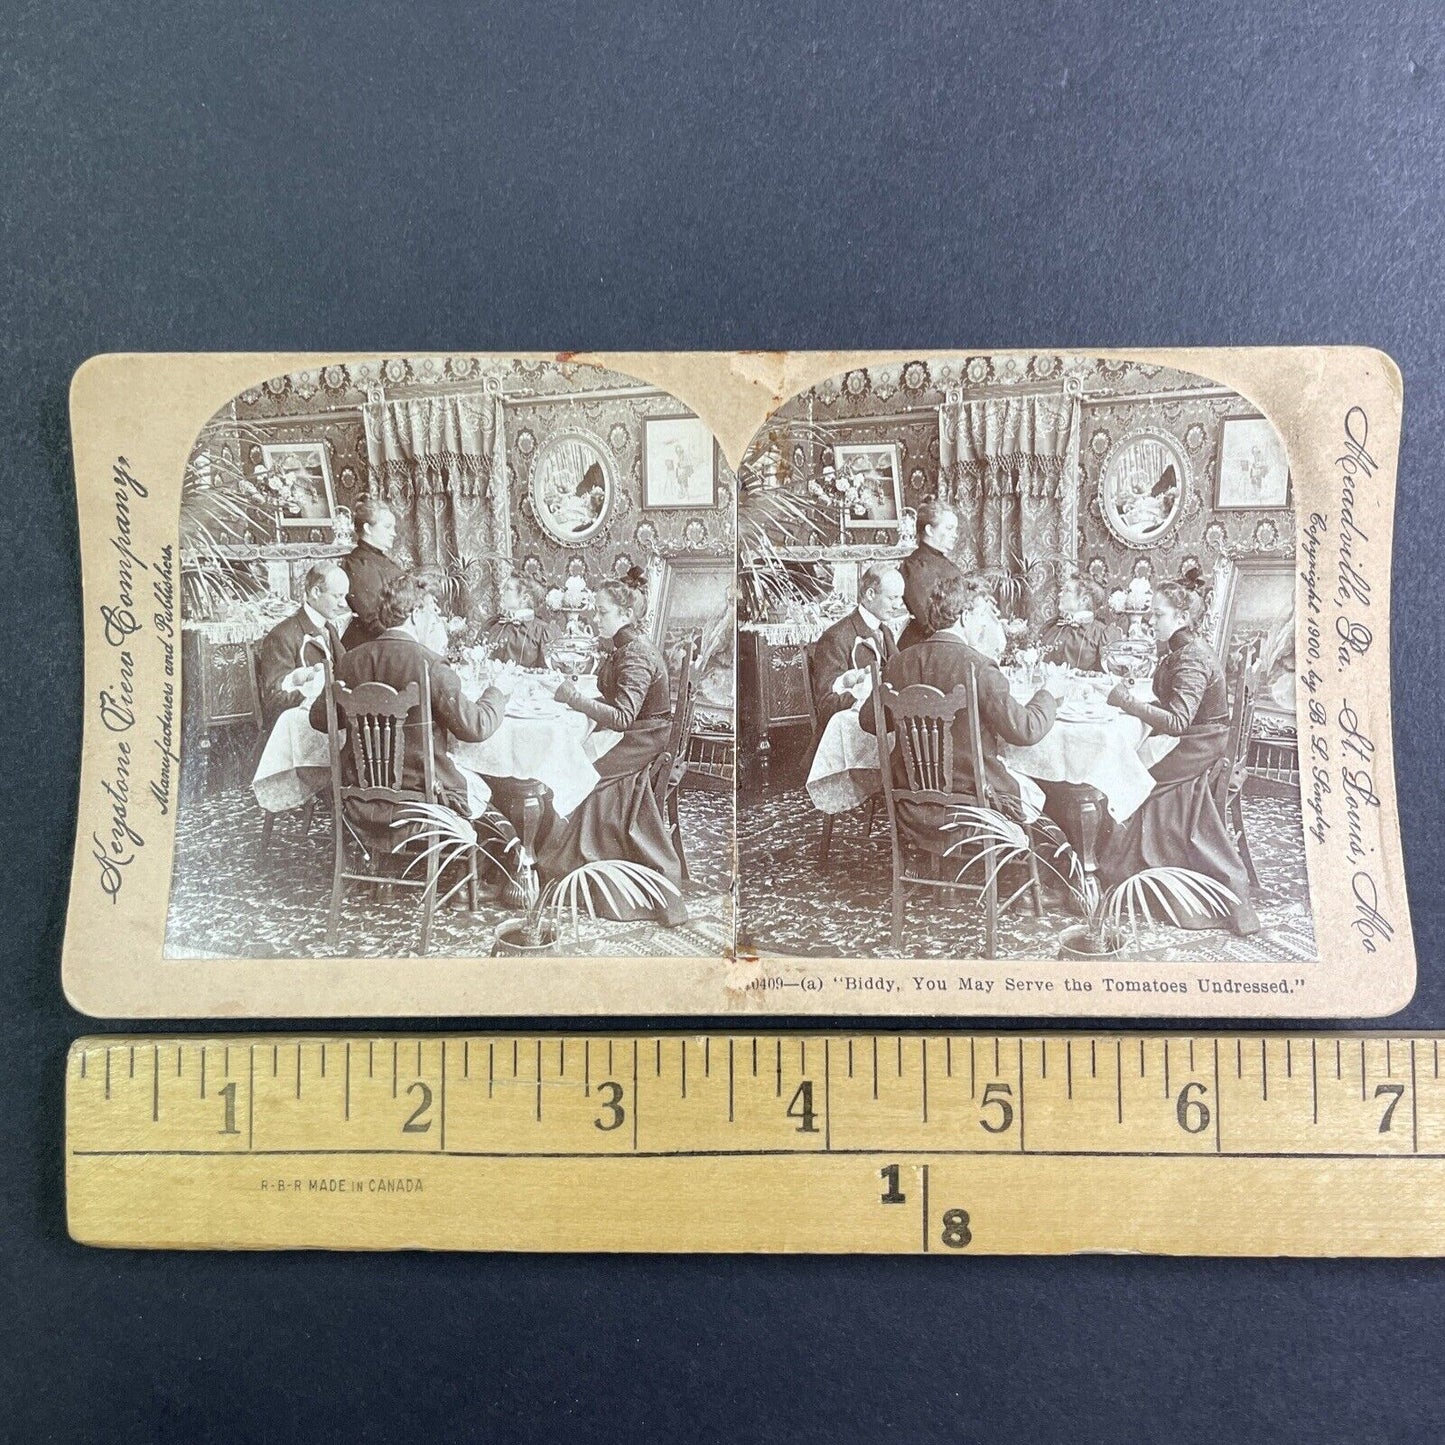 Keystone View Company,
Manufacturers and Publishers.
Meadville, Pa. St. Louis, Mo
Copyright 1900, by B. L. Singley.
10409—(a) "Biddy, You May Serve the Tomatoes Undressed."
1 2 3 4 5 6 7
R-B-R MADE IN CANADA
1
8